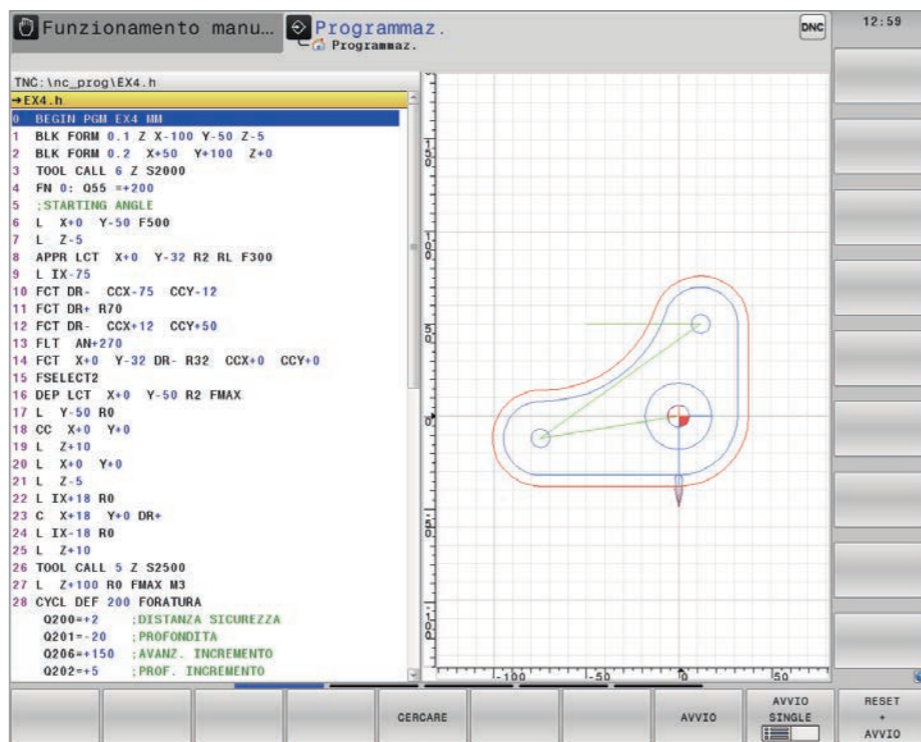 Funzionamento manu... Programmaz. DNC 12:59
Programmaz.
TNC:\nc_prog\EX4.h
→EX4.h
0 BEGIN PGM EX4 MM
1 BLK FORM 0.1 Z X-100 Y-50 Z-5
2 BLK FORM 0.2 X+50 Y+100 Z+0
3 TOOL CALL 6 Z S2000
4 FN 0: Q55 =+200
5 ;STARTING ANGLE
6 L X+0 Y-50 F500
7 L Z-5
8 APPR LCT X+0 Y-32 R2 RL F300
9 L IX-75
10 FCT DR- CCX-75 CCY-12
11 FCT DR+ R70
12 FCT DR- CCX+12 CCY+50
13 FLT AN+270
14 FCT X+0 Y-32 DR- R32 CCX+0 CCY+0
15 FSELECT2
16 DEP LCT X+0 Y-50 R2 FMAX
17 L Y-50 R0
18 CC X+0 Y+0
19 L Z+10
20 L X+0 Y+0
21 L Z-5
22 L IX+18 R0
23 C X+18 Y+0 DR+
24 L IX-18 R0
25 L Z+10
26 TOOL CALL 5 Z S2500
27 L Z+100 R0 FMAX M3
28 CYCL DEF 200 FORATURA
Q200=+2 ;DISTANZA SICUREZZA
Q201=-20 ;PROFONDITA
Q206=+150 ;AVANZ. INCREMENTO
Q202=+5 ;PROF. INCREMENTO
150
100
50
0
-50
-100
-100 -50 0 50
CERCARE AVVIO AVVIO SINGLE RESET + AVVIO